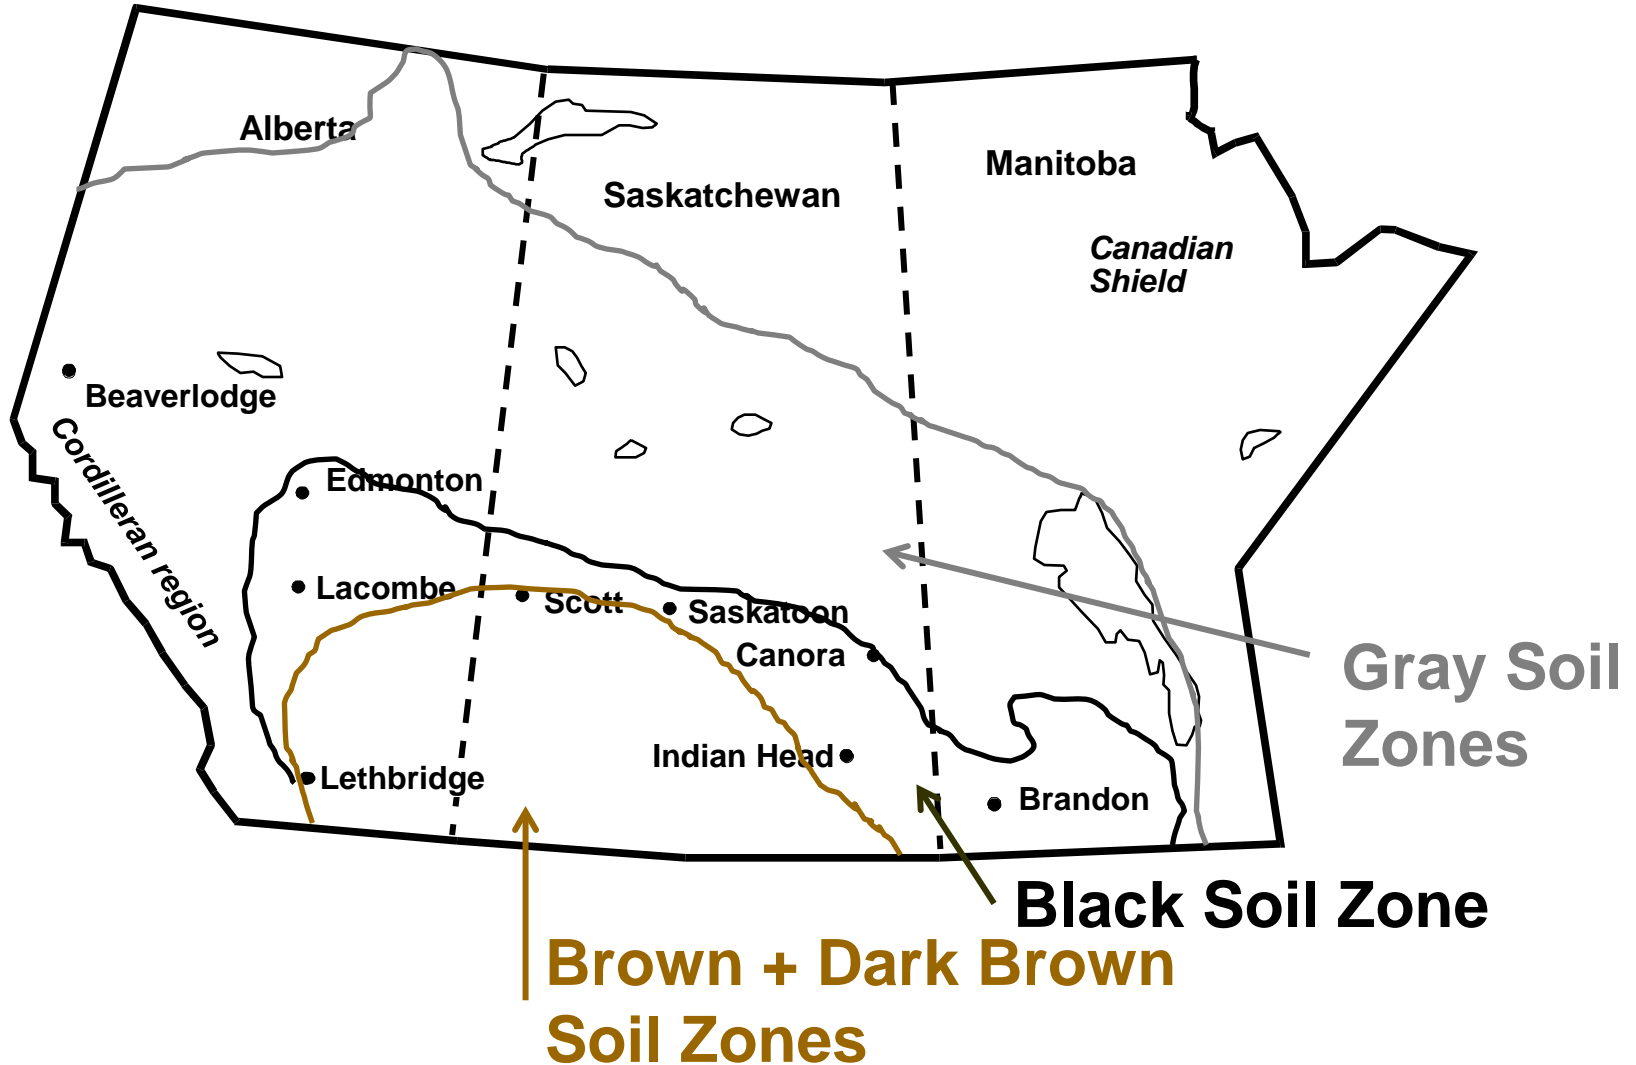 Alberta
Manitoba
Saskatchewan
Canadian
Shield
Beaverlodge
Cordilleran region
Edmonton
Lacombe
Scott
Saskatoon
Canora
Gray Soil
Zones
Indian Head
Lethbridge
Brandon
Black Soil Zone
Brown + Dark Brown
Soil Zones